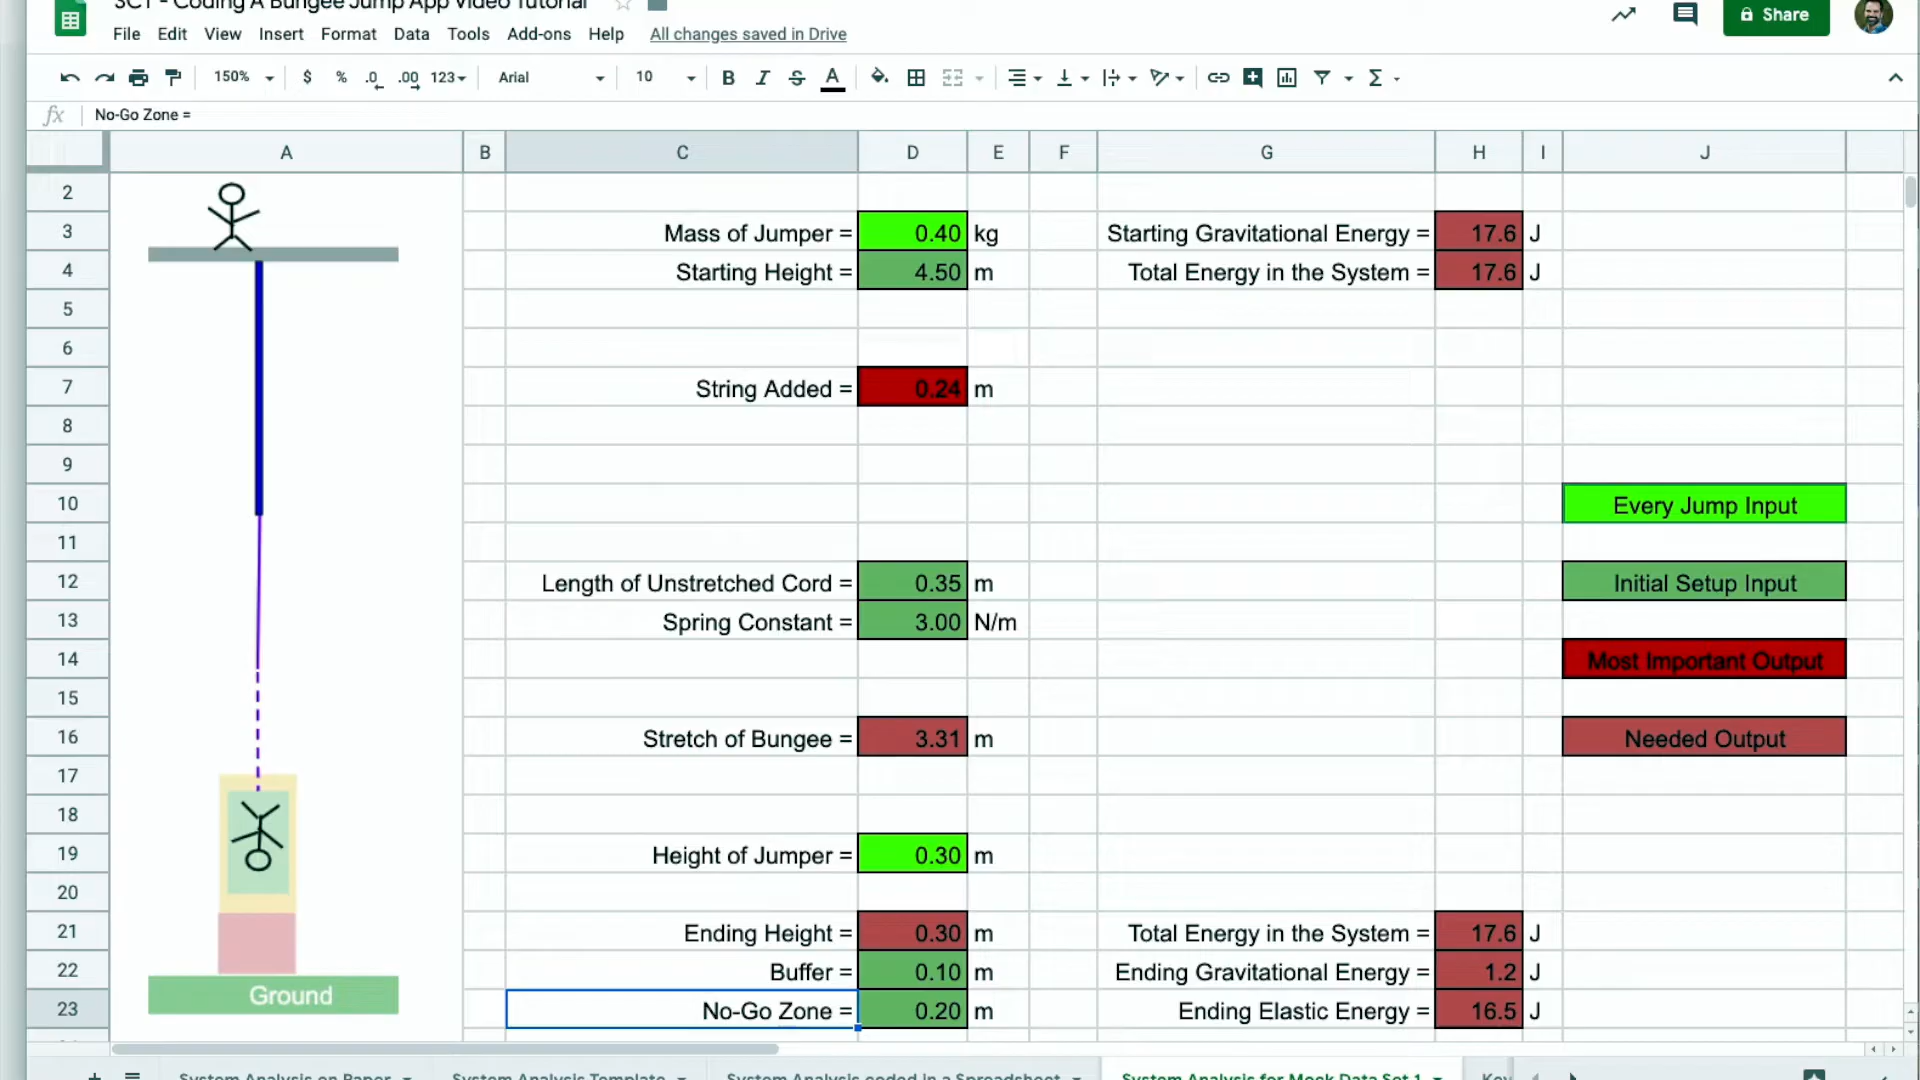 SCT - Coding A Bungee Jump App Video Tutorial
File Edit View Insert Format Data Tools Add-ons Help All changes saved in Drive
Share
150% $ % .0 .00 123 Arial 10 B I S A Σ
fx No-Go Zone =
A B C D E F G H I J
2
3 Mass of Jumper = 0.40 kg Starting Gravitational Energy = 17.6 J
4 Starting Height = 4.50 m Total Energy in the System = 17.6 J
5
6
7 String Added = 0.24 m
8
9
10 Every Jump Input
11
12 Length of Unstretched Cord = 0.35 m Initial Setup Input
13 Spring Constant = 3.00 N/m
14 Most Important Output
15
16 Stretch of Bungee = 3.31 m Needed Output
17
18
19 Height of Jumper = 0.30 m
20
21 Ending Height = 0.30 m Total Energy in the System = 17.6 J
22 Buffer = 0.10 m Ending Gravitational Energy = 1.2 J
Ground
23 No-Go Zone = 0.20 m Ending Elastic Energy = 16.5 J
System Analysis on Paper System Analysis Template System Analysis coded in a Spreadsheet System Analysis for Mock Data Set 1 Key